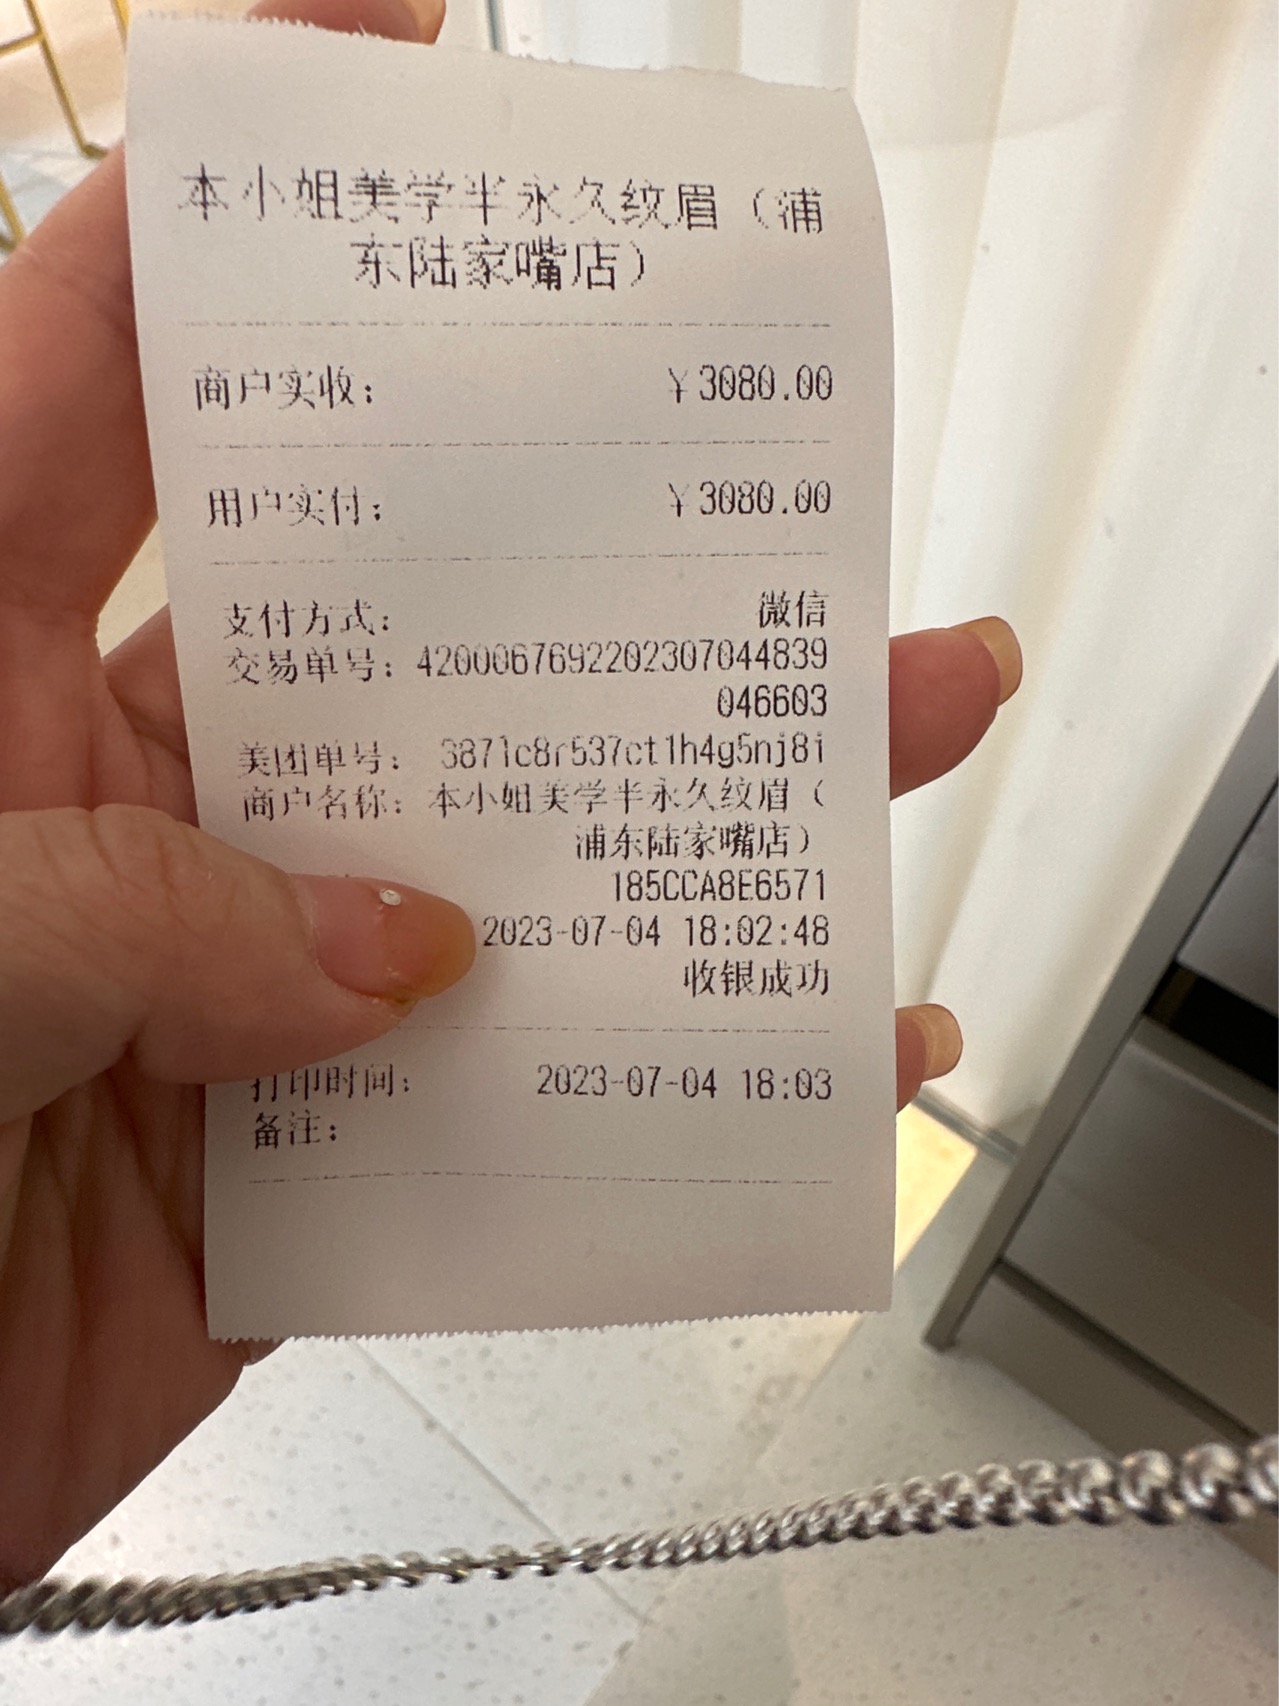 本小姐美学半永久纹眉（浦
东陆家嘴店）
商户实收： ￥3080.00
用户实付： ￥3080.00
支付方式： 微信
交易单号： 4200067692202307044839
046603
美团单号： 3871c8r537ct1h4g5nj8i
商户名称： 本小姐美学半永久纹眉（
浦东陆家嘴店）
185CCA8E6571
2023-07-04 18:02:48
收银成功
打印时间： 2023-07-04 18:03
备注：